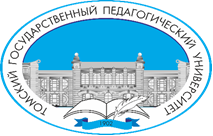 ТОМСКИЙ ГОСУДАРСТВЕННЫЙ ПЕДАГОГИЧЕСКИЙ УНИВЕРСИТЕТ
1902